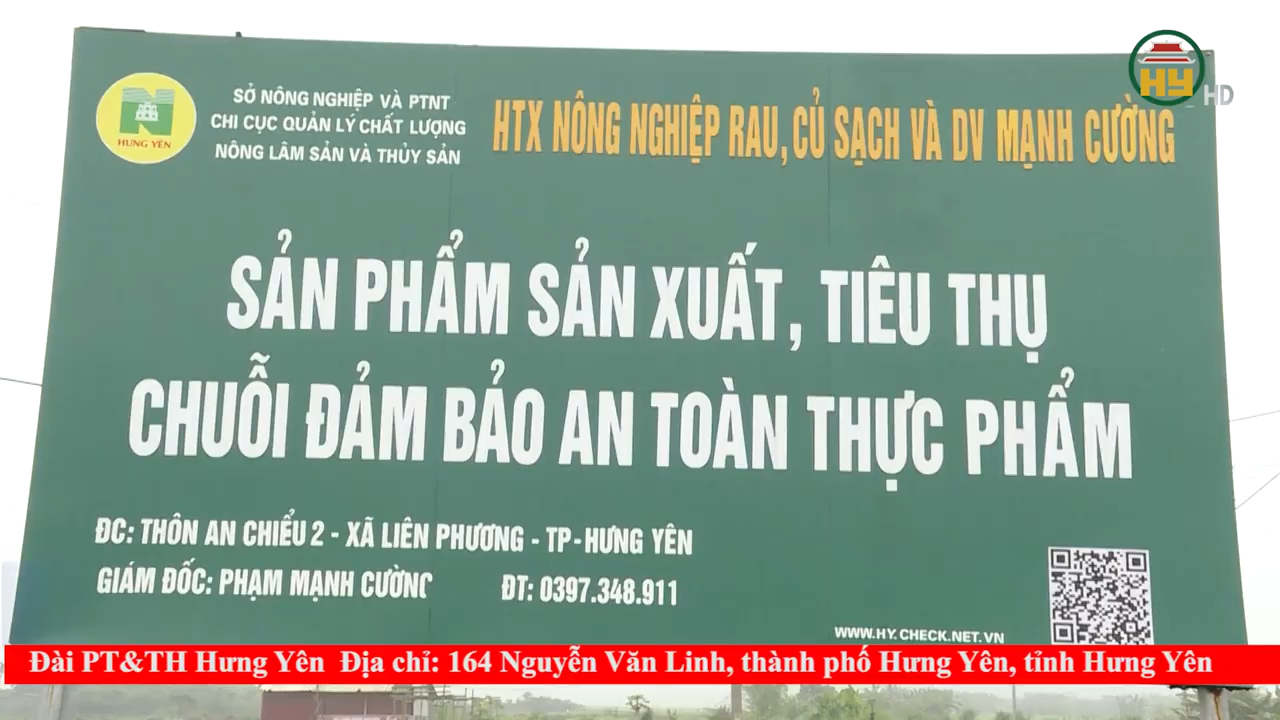 SỞ NÔNG NGHIỆP VÀ PTNT
CHI CỤC QUẢN LÝ CHẤT LƯỢNG
NÔNG LÂM SẢN VÀ THỦY SẢN
HƯNG YÊN
HTX NÔNG NGHIỆP RAU, CỦ SẠCH VÀ DV MẠNH CƯỜNG
HY HD
SẢN PHẨM SẢN XUẤT, TIÊU THỤ
CHUỖI ĐẢM BẢO AN TOÀN THỰC PHẨM
ĐC: THÔN AN CHIỂU 2 - XÃ LIÊN PHƯƠNG - TP-HƯNG YÊN
GIÁM ĐỐC: PHẠM MẠNH CƯỜNG ĐT: 0397.348.911
WWW.HY.CHECK.NET.VN
Đài PT&TH Hưng Yên Địa chỉ: 164 Nguyễn Văn Linh, thành phố Hưng Yên, tỉnh Hưng Yên